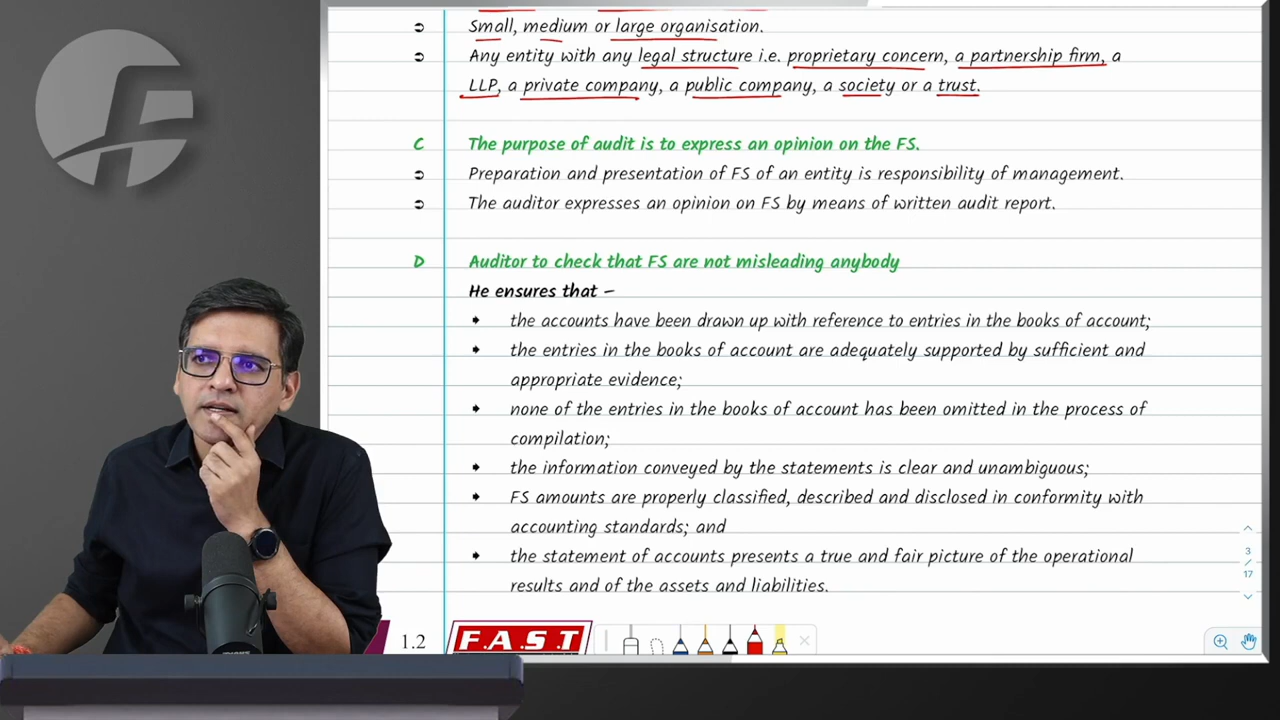 Small, medium or large organisation.
Any entity with any legal structure i.e. proprietary concern, a partnership firm, a
LLP, a private company, a public company, a society or a trust.
C The purpose of audit is to express an opinion on the FS.
Preparation and presentation of FS of an entity is responsibility of management.
The auditor expresses an opinion on FS by means of written audit report.
D Auditor to check that FS are not misleading anybody
He ensures that –
the accounts have been drawn up with reference to entries in the books of account;
the entries in the books of account are adequately supported by sufficient and
appropriate evidence;
none of the entries in the books of account has been omitted in the process of
compilation;
the information conveyed by the statements is clear and unambiguous;
FS amounts are properly classified, described and disclosed in conformity with
accounting standards; and
the statement of accounts presents a true and fair picture of the operational
results and of the assets and liabilities.
3
/
17
1.2 F.A.S.T